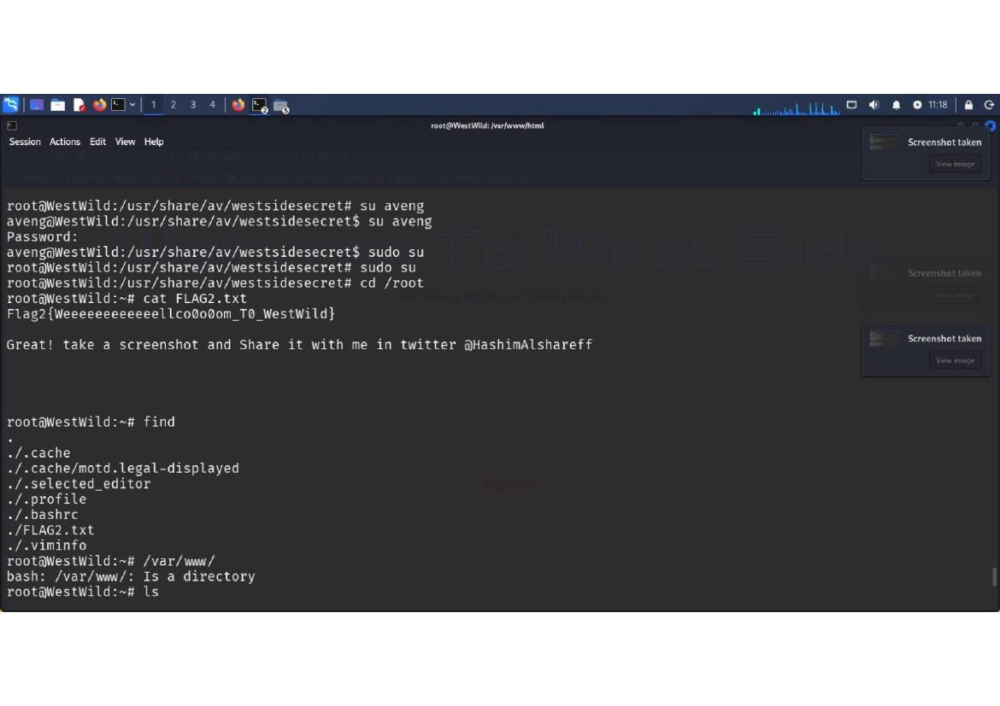 1 2 3 4
2
5
11:18
root@WestWild: /var/www/html
Session Actions Edit View Help
Screenshot taken
View image
root@WestWild:/usr/share/av/westsidesecret# su aveng
aveng@WestWild:/usr/share/av/westsidesecret$ su aveng
Password:
aveng@WestWild:/usr/share/av/westsidesecret$ sudo su
root@WestWild:/usr/share/av/westsidesecret# sudo su
root@WestWild:/usr/share/av/westsidesecret# cd /root
root@WestWild:~# cat FLAG2.txt
Flag2{Weeeeeeeeeeeellco0o0om_T0_WestWild}
To West Side
Screenshot taken
View image
Great! take a screenshot and Share it with me in twitter @HashimAlshareff
Screenshot taken
View image
root@WestWild:~# find
.
./.cache
./.cache/motd.legal-displayed
./.selected_editor
./.profile
./.bashrc
./FLAG2.txt
./.viminfo
root@WestWild:~# /var/www/
bash: /var/www/: Is a directory
root@WestWild:~# ls